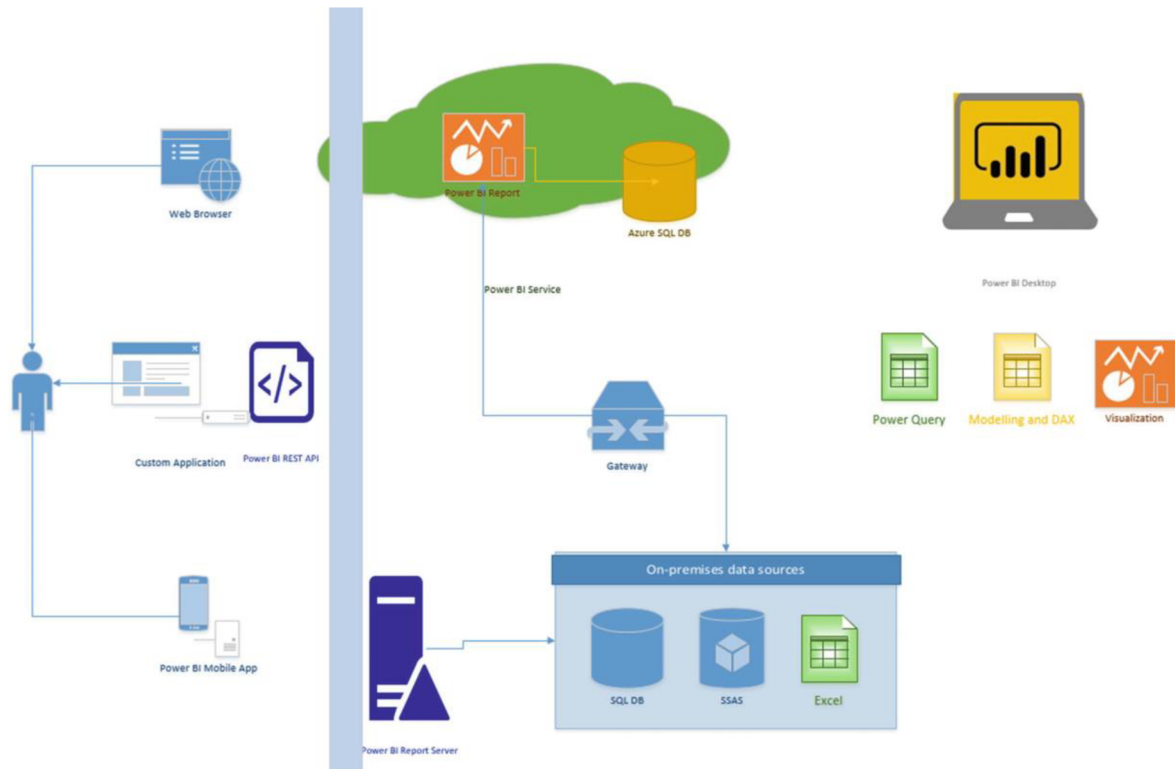 Web Browser
Custom Application
Power BI REST API
Power BI Mobile App
Power BI Report
Azure SQL DB
Power BI Service
Gateway
On-premises data sources
SQL DB
SSAS
Excel
Power BI Report Server
Power BI Desktop
Power Query
Modelling and DAX
Visualization